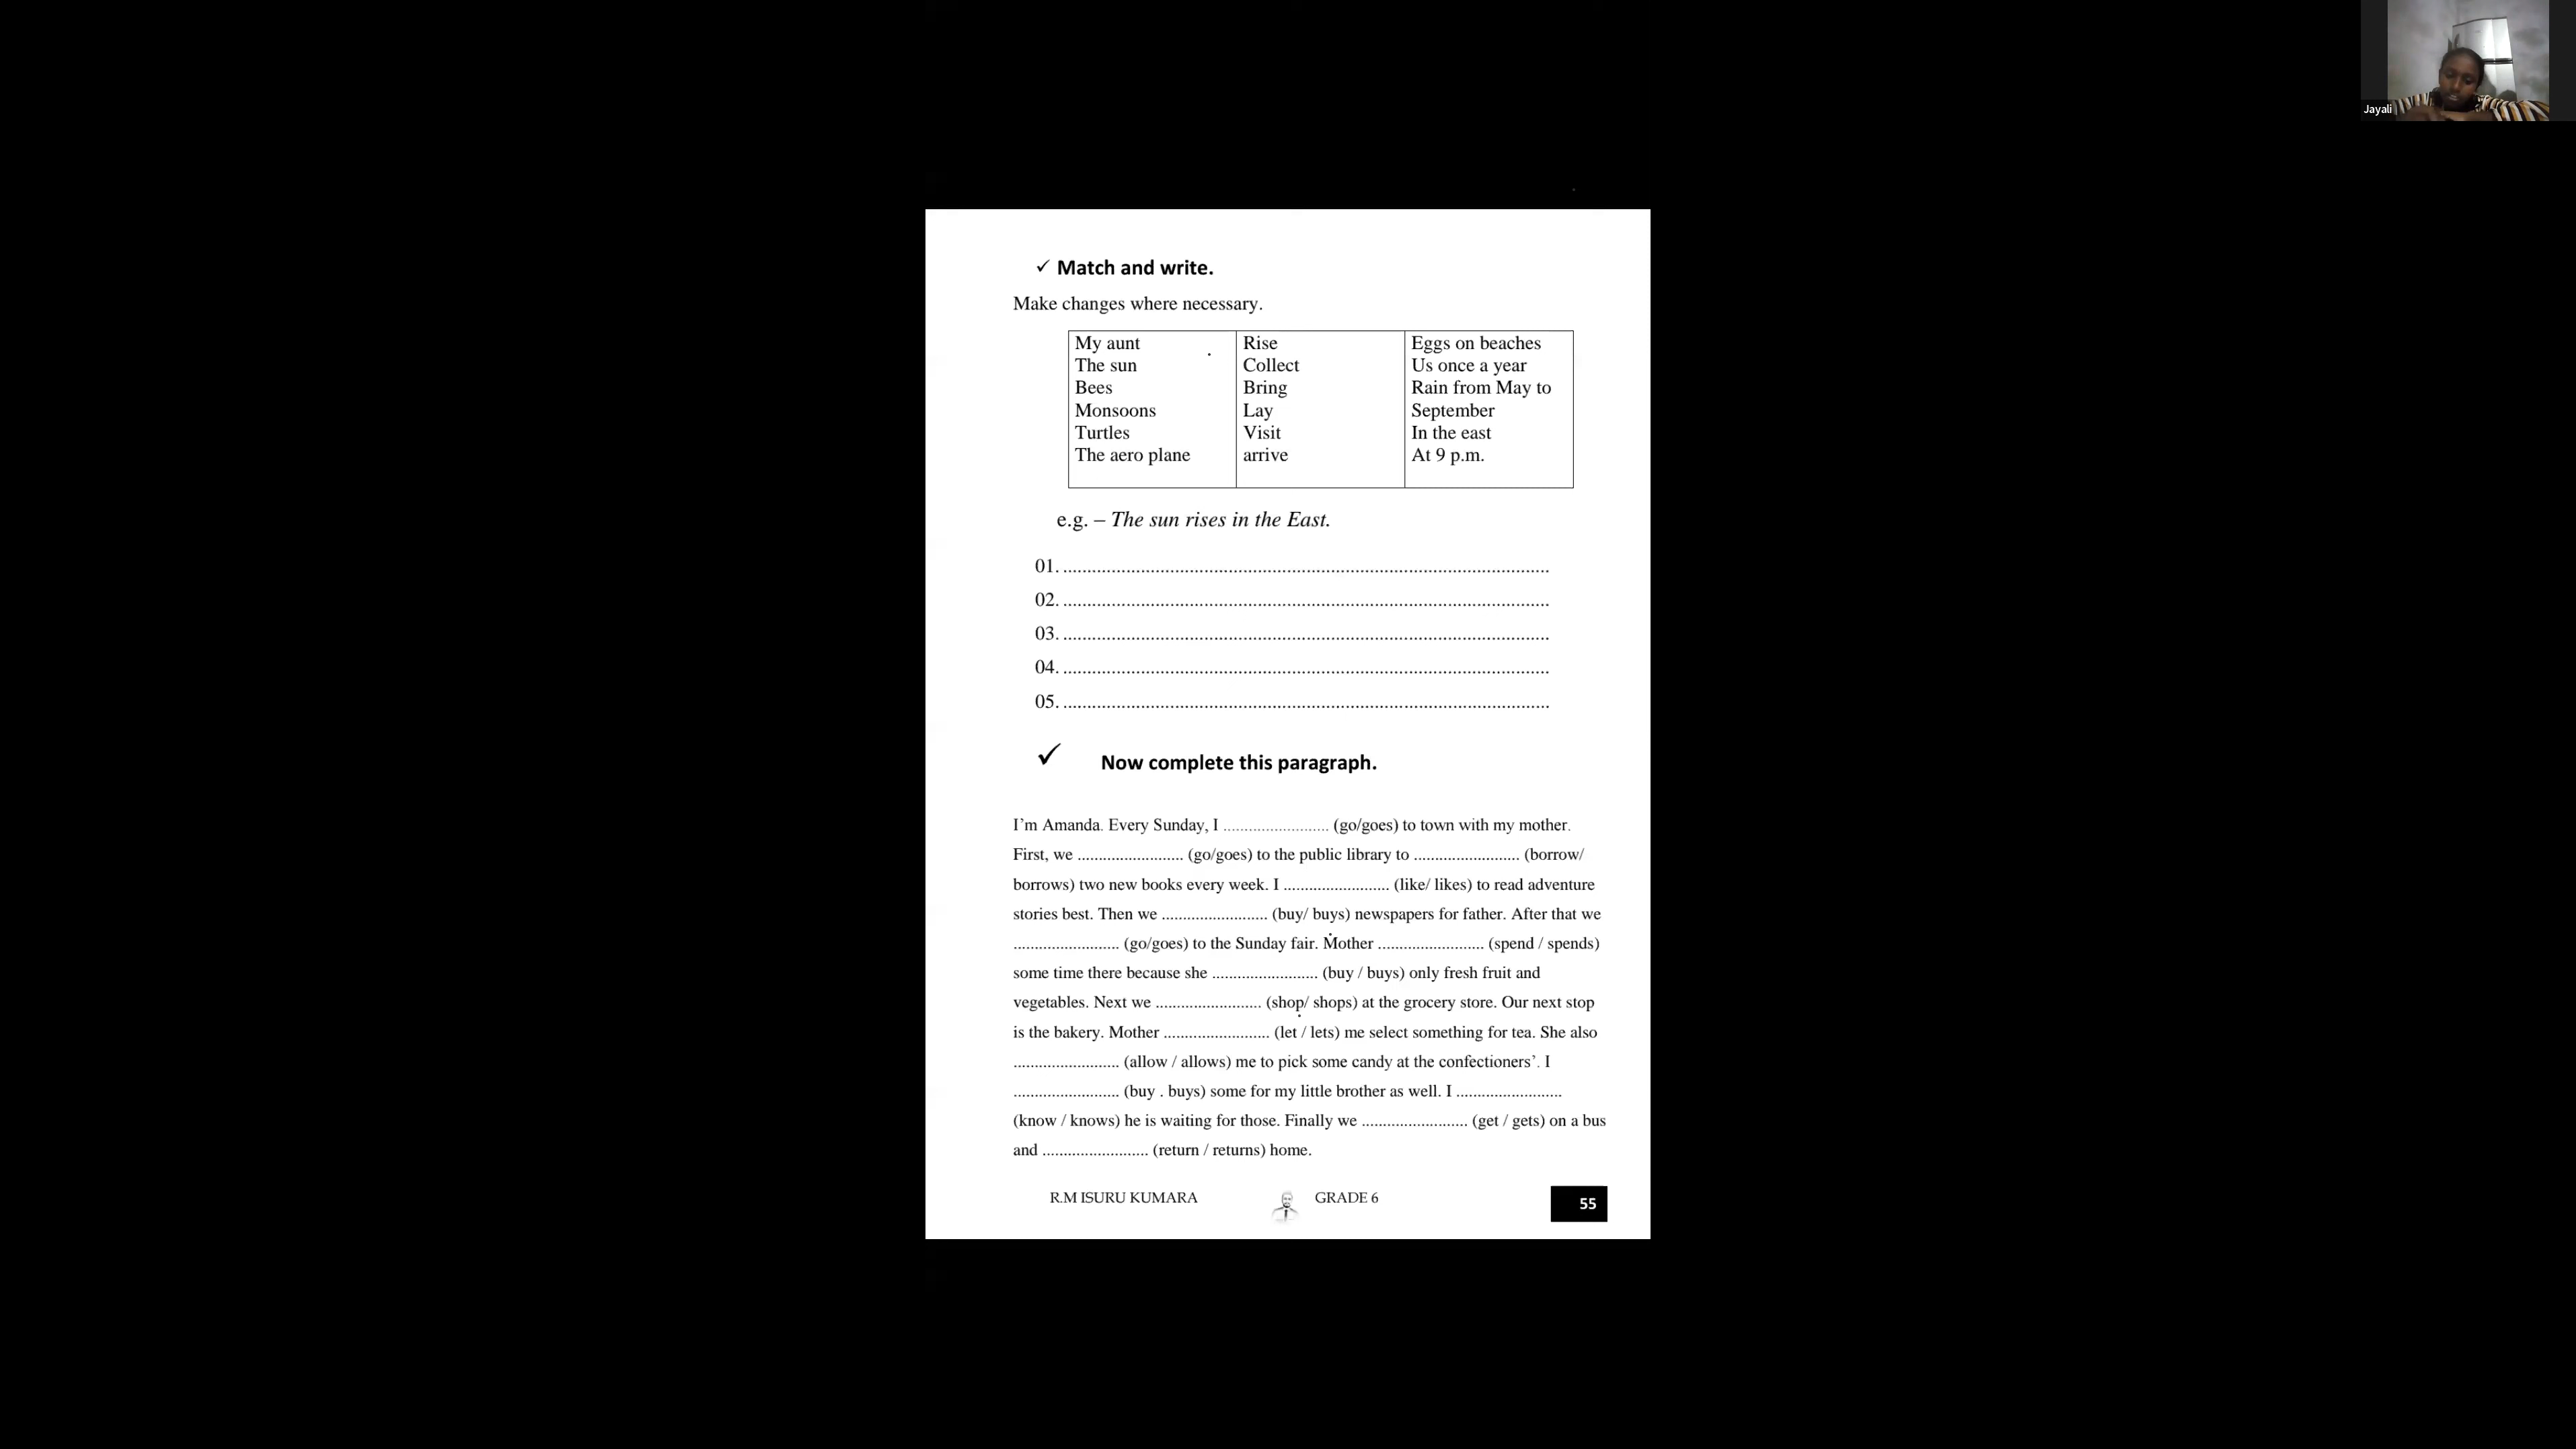 Jayali
✓ Match and write.
Make changes where necessary.
My aunt Rise Eggs on beaches
The sun Collect Us once a year
Bees Bring Rain from May to
Monsoons Lay September
Turtles Visit In the east
The aero plane arrive At 9 p.m.
e.g. – The sun rises in the East.
01. ....................................................................................................
02. ....................................................................................................
03. ....................................................................................................
04. ....................................................................................................
05. ....................................................................................................
✓ Now complete this paragraph.
I'm Amanda. Every Sunday, I ......................... (go/goes) to town with my mother.
First, we ......................... (go/goes) to the public library to ......................... (borrow/
borrows) two new books every week. I ......................... (like/ likes) to read adventure
stories best. Then we ......................... (buy/ buys) newspapers for father. After that we
......................... (go/goes) to the Sunday fair. Mother ......................... (spend / spends)
some time there because she ......................... (buy / buys) only fresh fruit and
vegetables. Next we ......................... (shop/ shops) at the grocery store. Our next stop
is the bakery. Mother ......................... (let / lets) me select something for tea. She also
......................... (allow / allows) me to pick some candy at the confectioners'. I
......................... (buy . buys) some for my little brother as well. I .........................
(know / knows) he is waiting for those. Finally we ......................... (get / gets) on a bus
and ......................... (return / returns) home.
R.M ISURU KUMARA GRADE 6 55